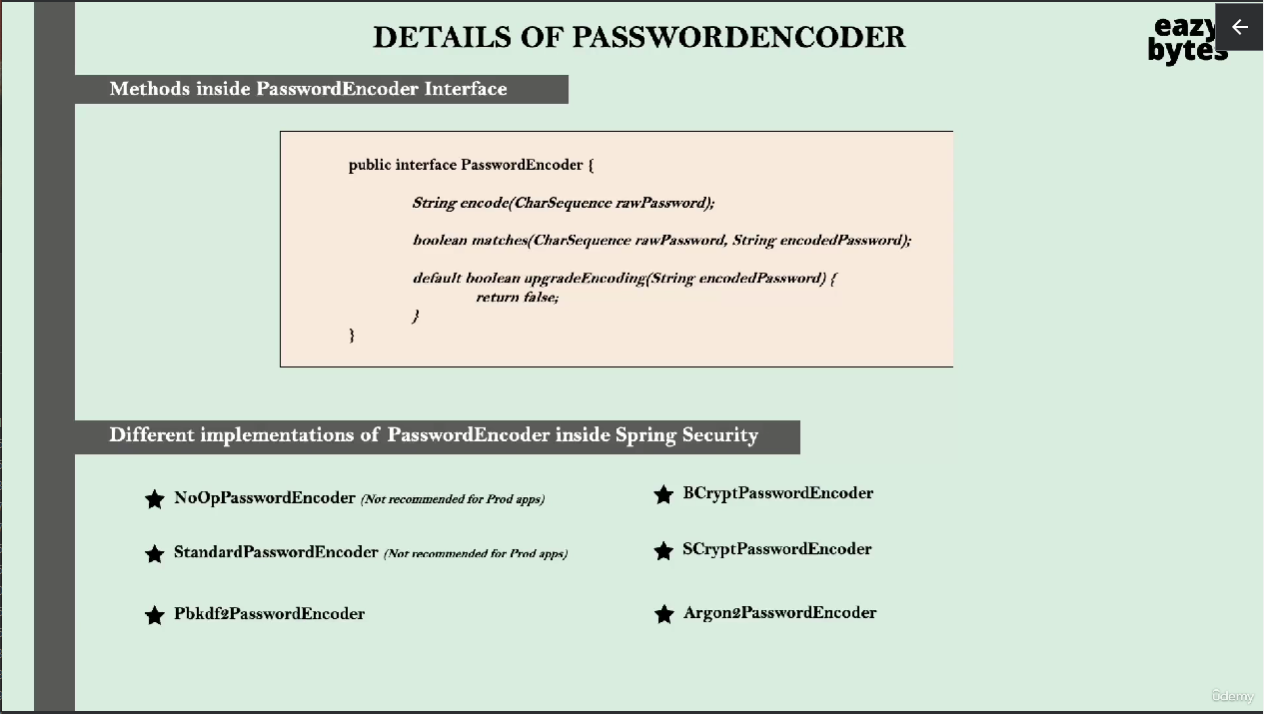 DETAILS OF PASSWORDENCODER
eazy
bytes
Methods inside PasswordEncoder Interface
public interface PasswordEncoder {
String encode(CharSequence rawPassword);
boolean matches(CharSequence rawPassword, String encodedPassword);
default boolean upgradeEncoding(String encodedPassword) {
return false;
}
}
Different implementations of PasswordEncoder inside Spring Security
NoOpPasswordEncoder (Not recommended for Prod apps)
StandardPasswordEncoder (Not recommended for Prod apps)
Pbkdf2PasswordEncoder
BCryptPasswordEncoder
SCryptPasswordEncoder
Argon2PasswordEncoder
ûdemy